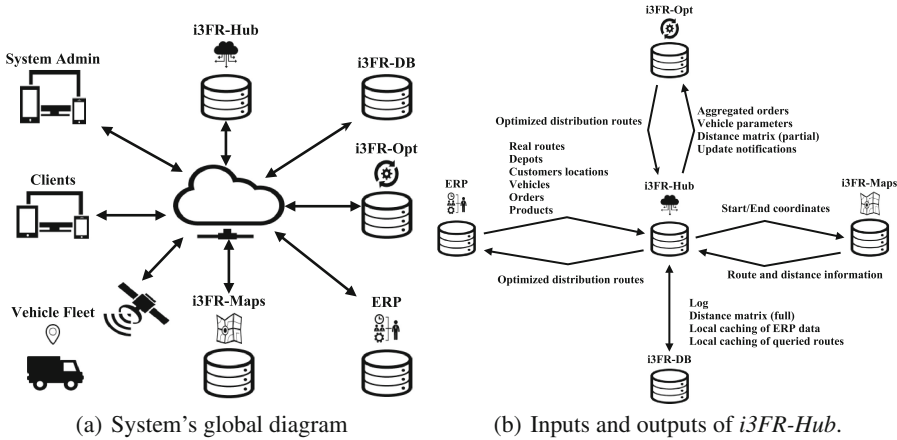 i3FR-Hub
System Admin
i3FR-DB
i3FR-Opt
Clients
i3FR-Maps
ERP
Vehicle Fleet
(a) System's global diagram
i3FR-Opt
Optimized distribution routes
Aggregated orders
Vehicle parameters
Distance matrix (partial)
Update notifications
Real routes
Depots
Customers locations
Vehicles
Orders
Products
ERP
i3FR-Hub
i3FR-Maps
Start/End coordinates
Optimized distribution routes
Route and distance information
Log
Distance matrix (full)
Local caching of ERP data
Local caching of queried routes
i3FR-DB
(b) Inputs and outputs of i3FR-Hub.